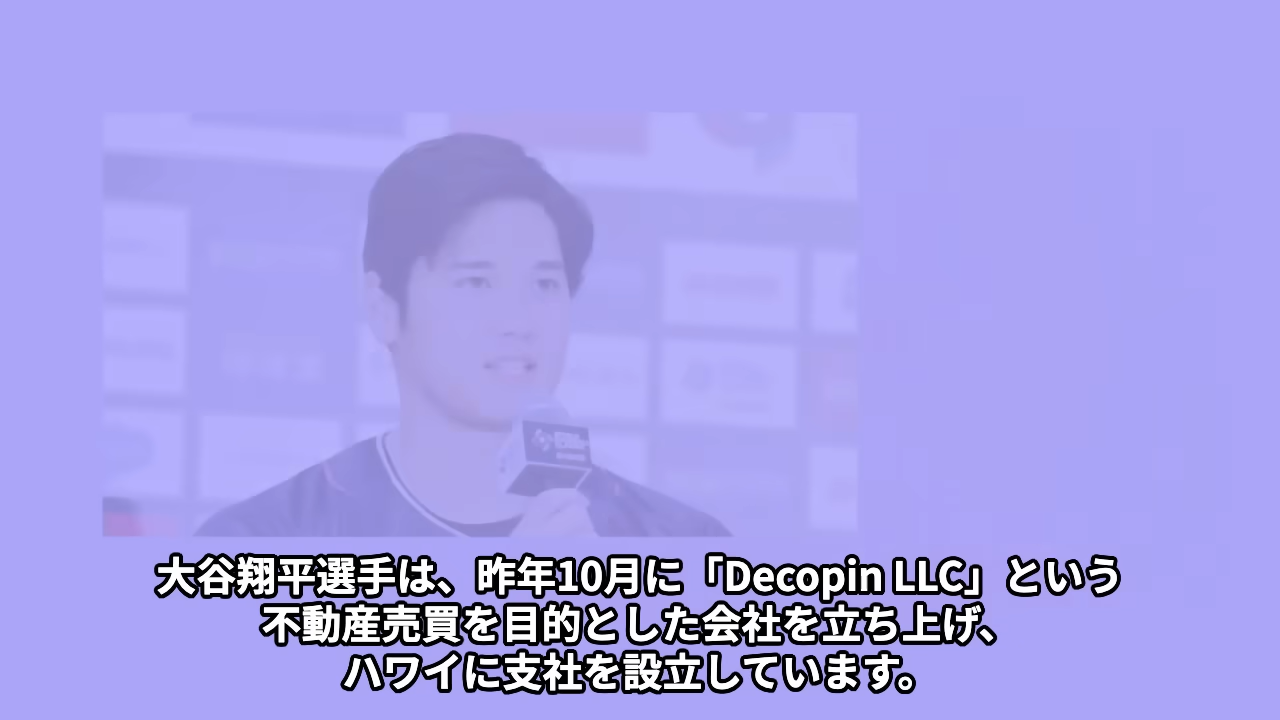 大谷翔平選手は、昨年10月に「Decopin LLC」という
不動産売買を目的とした会社を立ち上げ、
ハワイに支社を設立しています。